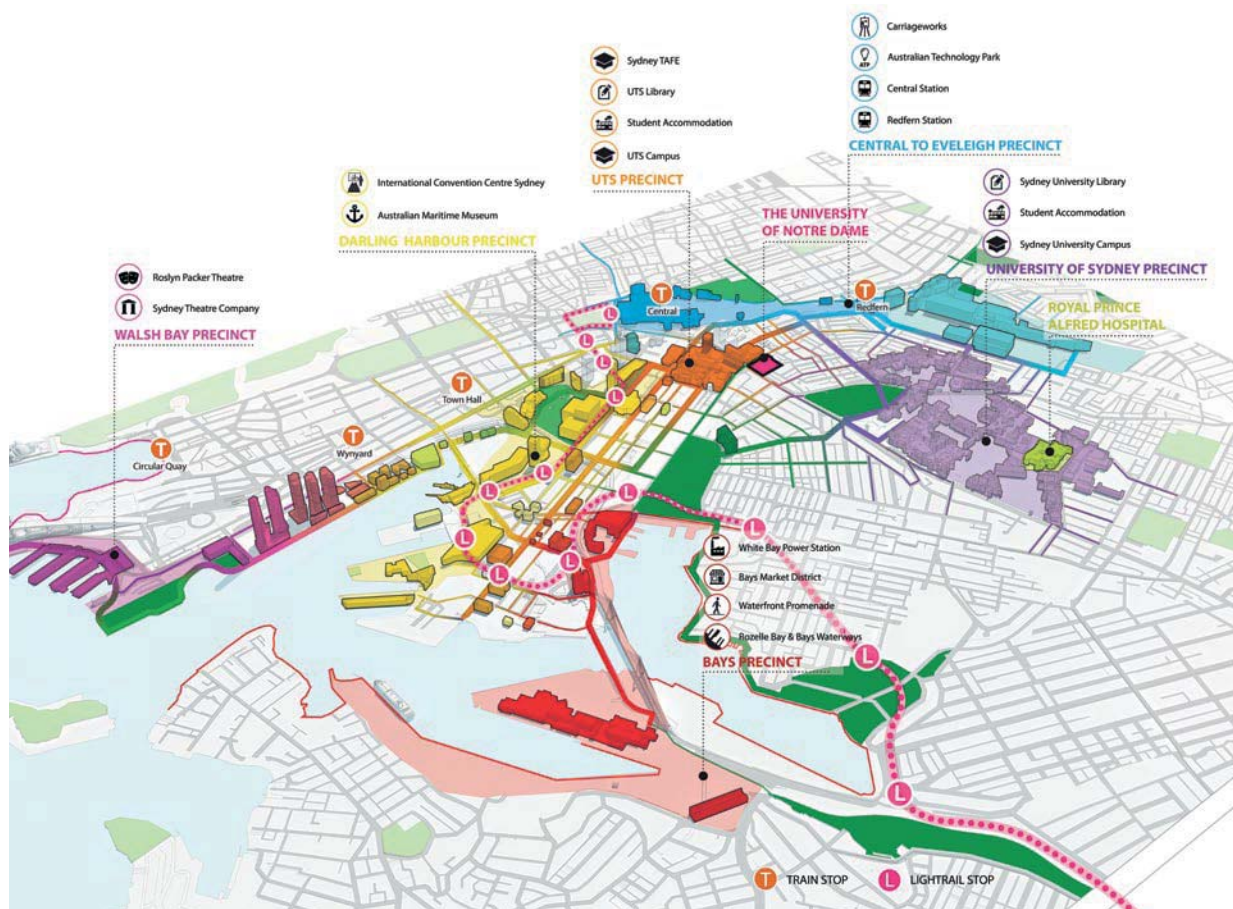 Carriageworks
Australian Technology Park
ATP
Central Station
Redfern Station
CENTRAL TO EVELEIGH PRECINCT
Sydney TAFE
UTS Library
Student Accommodation
UTS Campus
UTS PRECINCT
International Convention Centre Sydney
Australian Maritime Museum
DARLING HARBOUR PRECINCT
Sydney University Library
Student Accommodation
Sydney University Campus
UNIVERSITY OF SYDNEY PRECINCT
THE UNIVERSITY
OF NOTRE DAME
Roslyn Packer Theatre
Sydney Theatre Company
WALSH BAY PRECINCT
ROYAL PRINCE
ALFRED HOSPITAL
T
Central
T
Redfern
T
Town Hall
T
Wynyard
T
Circular Quay
L
L
L
L
L
L
L
L
L
L
L
L
L
White Bay Power Station
Bays Market District
Waterfront Promenade
Rozelle Bay & Bays Waterways
BAYS PRECINCT
T TRAIN STOP
L LIGHTRAIL STOP